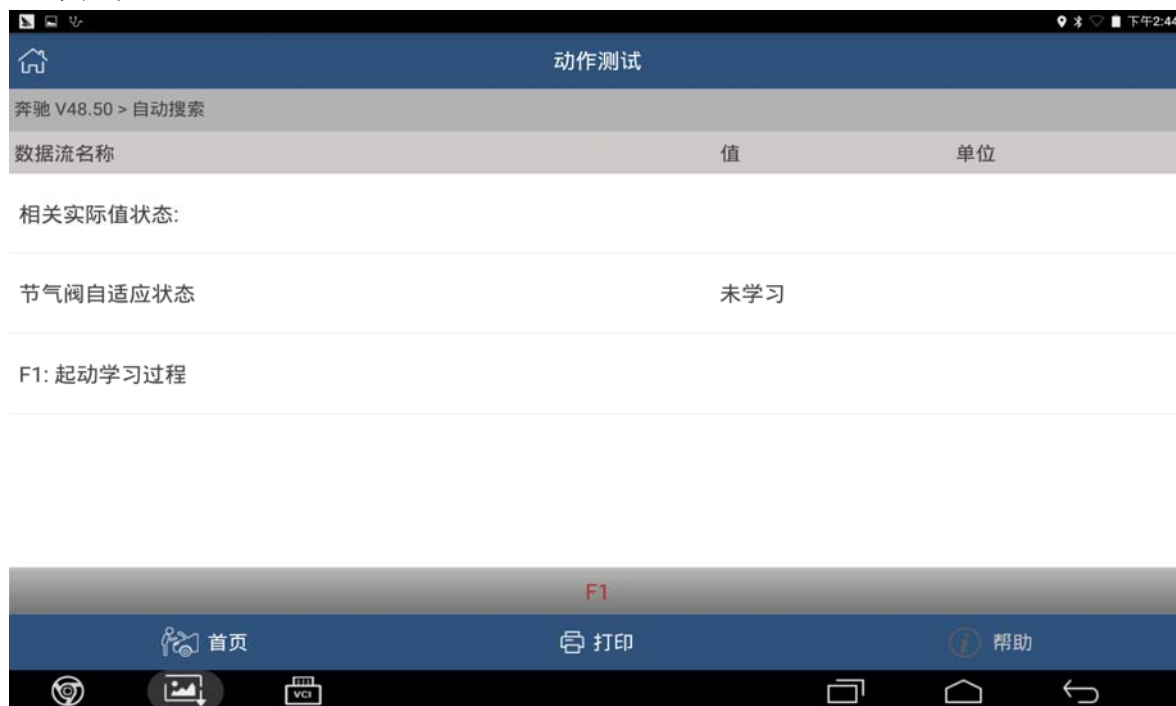 下午2:44
动作测试
奔驰 V48.50 > 自动搜索
数据流名称 值 单位
相关实际值状态:
节气阀自适应状态 未学习
F1: 起动学习过程
F1
首页 打印 帮助
VCI